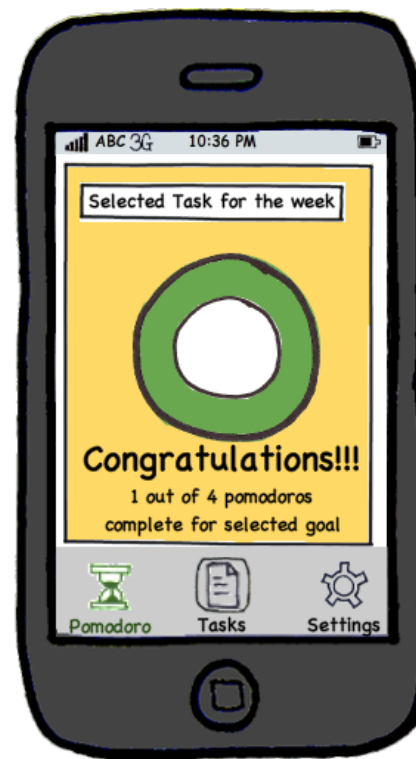 ABC 3G 10:36 PM
Selected Task for the week
Congratulations!!!
1 out of 4 pomodoros
complete for selected goal
Pomodoro Tasks Settings